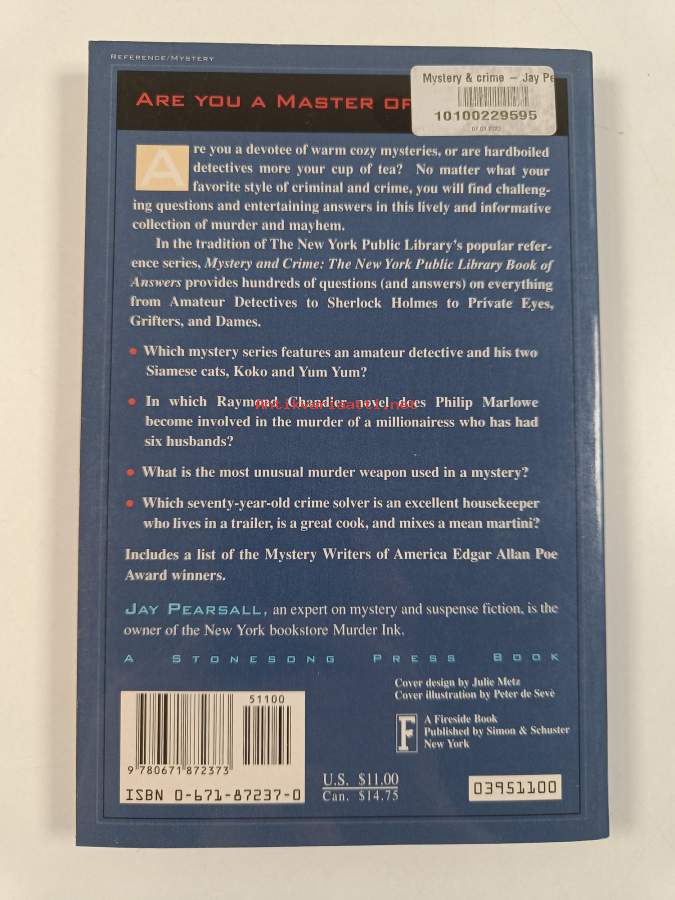 REFERENCE/MYSTERY
ARE YOU A MASTER OF
Mystery & crime – Jay Pe
10100229595
Are you a devotee of warm cozy mysteries, or are hardboiled
detectives more your cup of tea? No matter what your
favorite style of criminal and crime, you will find challeng-
ing questions and entertaining answers in this lively and informative
collection of murder and mayhem.
In the tradition of The New York Public Library's popular refer-
ence series, Mystery and Crime: The New York Public Library Book of
Answers provides hundreds of questions (and answers) on everything
from Amateur Detectives to Sherlock Holmes to Private Eyes,
Grifters, and Dames.
• Which mystery series features an amateur detective and his two
Siamese cats, Koko and Yum Yum?
• In which Raymond Chandler novel does Philip Marlowe
Antikvariaatti.net
become involved in the murder of a millionairess who has had
six husbands?
• What is the most unusual murder weapon used in a mystery?
• Which seventy-year-old crime solver is an excellent housekeeper
who lives in a trailer, is a great cook, and mixes a mean martini?
Includes a list of the Mystery Writers of America Edgar Allan Poe
Award winners.
JAY PEARSALL, an expert on mystery and suspense fiction, is the
owner of the New York bookstore Murder Ink.
A STONESONG PRESS BOOK
Cover design by Julie Metz
Cover illustration by Peter de Sevè
51100
F
A Fireside Book
Published by Simon & Schuster
New York
9 780671 872373
ISBN 0-671-87237-0
U.S. $11.00
Can. $14.75
03951100